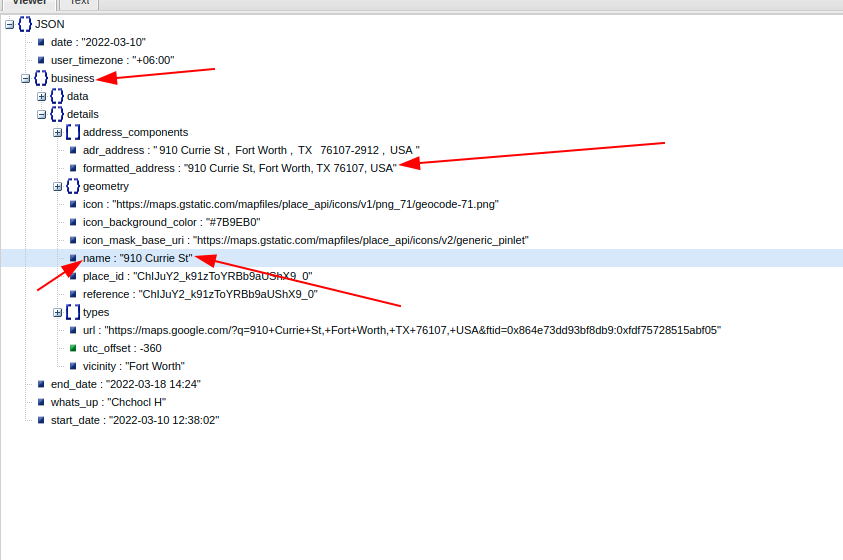 Viewer Text
JSON
date : "2022-03-10"
user_timezone : "+06:00"
business
data
details
address_components
adr_address : " 910 Currie St , Fort Worth , TX 76107-2912 , USA "
formatted_address : "910 Currie St, Fort Worth, TX 76107, USA"
geometry
icon : "https://maps.gstatic.com/mapfiles/place_api/icons/v1/png_71/geocode-71.png"
icon_background_color : "#7B9EB0"
icon_mask_base_uri : "https://maps.gstatic.com/mapfiles/place_api/icons/v2/generic_pinlet"
name : "910 Currie St"
place_id : "ChIJuY2_k91zToYRBb9aUShX9_0"
reference : "ChIJuY2_k91zToYRBb9aUShX9_0"
types
url : "https://maps.google.com/?q=910+Currie+St,+Fort+Worth,+TX+76107,+USA&ftid=0x864e73dd93bf8db9:0xfdf75728515abf05"
utc_offset : -360
vicinity : "Fort Worth"
end_date : "2022-03-18 14:24"
whats_up : "Chchocl H"
start_date : "2022-03-10 12:38:02"